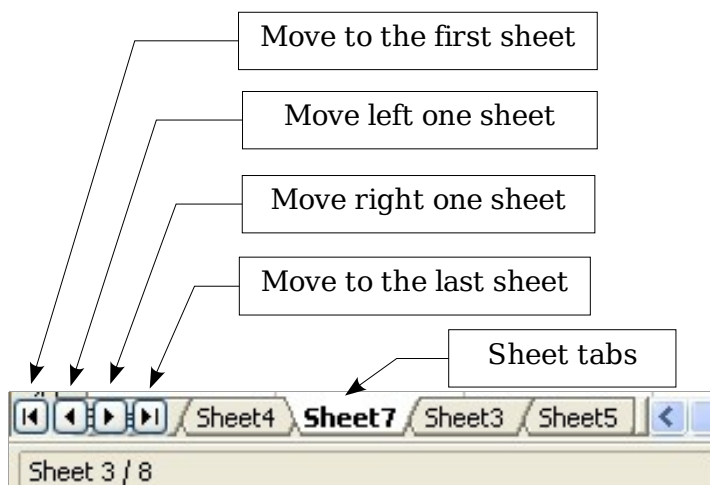 Move to the first sheet
Move left one sheet
Move right one sheet
Move to the last sheet
Sheet tabs
Sheet4 Sheet7 Sheet3 Sheet5
Sheet 3 / 8